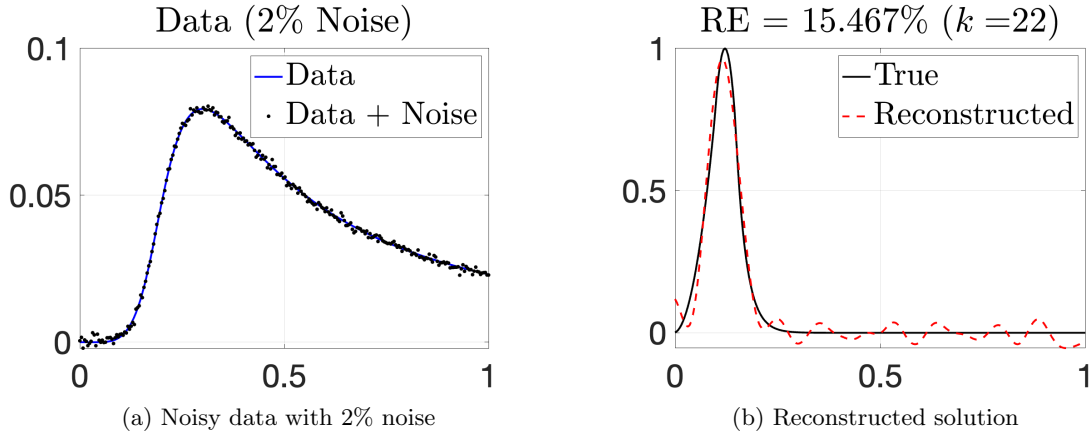 Data (2% Noise)
0.1
0.05
0
0
0.5
1
Data
Data + Noise
(a) Noisy data with 2% noise
RE = 15.467% (k =22)
1
0.5
0
0
0.5
1
True
Reconstructed
(b) Reconstructed solution